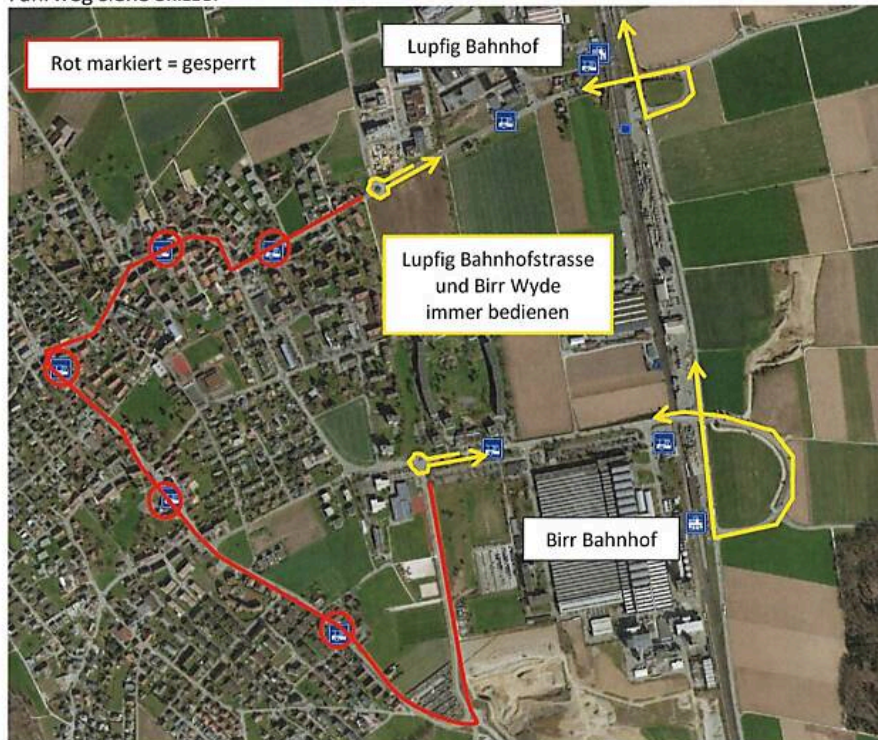 Rot markiert = gesperrt
Lupfig Bahnhof
Lupfig Bahnhofstrasse
und Birr Wyde
immer bedienen
Birr Bahnhof